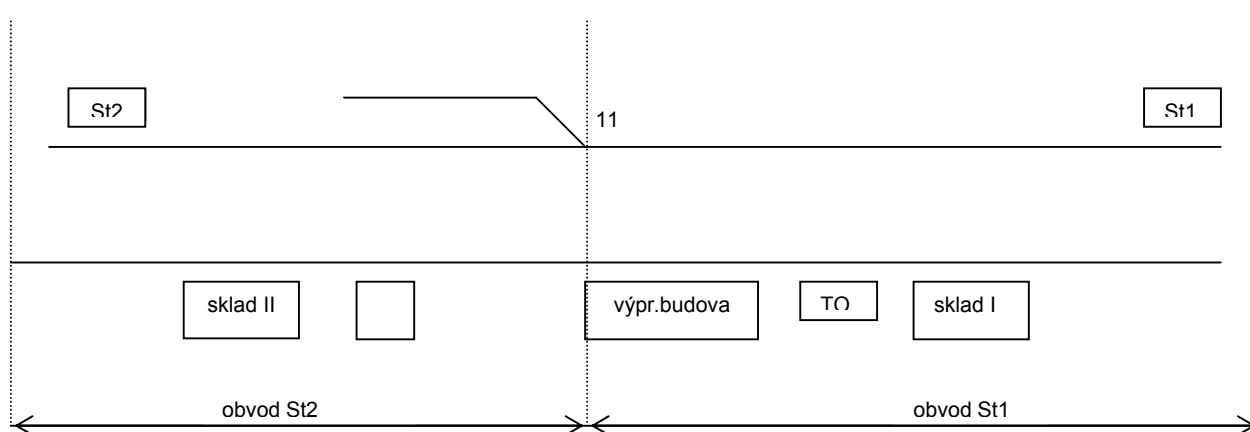 St2
11
St1
sklad II
výpr.budova
TO
sklad I
obvod St2
obvod St1